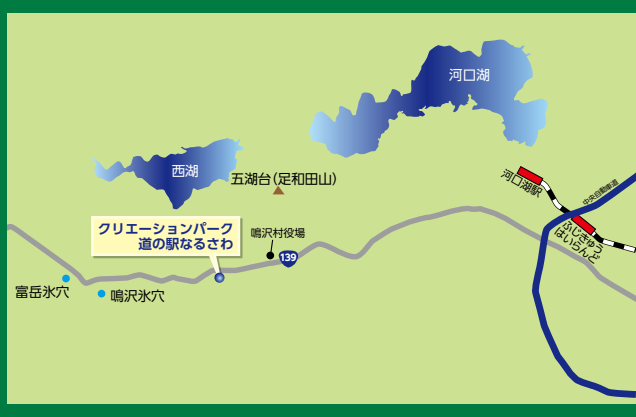 河口湖
西湖
五湖台(足和田山)
河口湖駅
中央自動車道
クリエーションパーク
道の駅なるさわ
鳴沢村役場
139
ふじきゅう
はいらんど
富岳氷穴
鳴沢氷穴